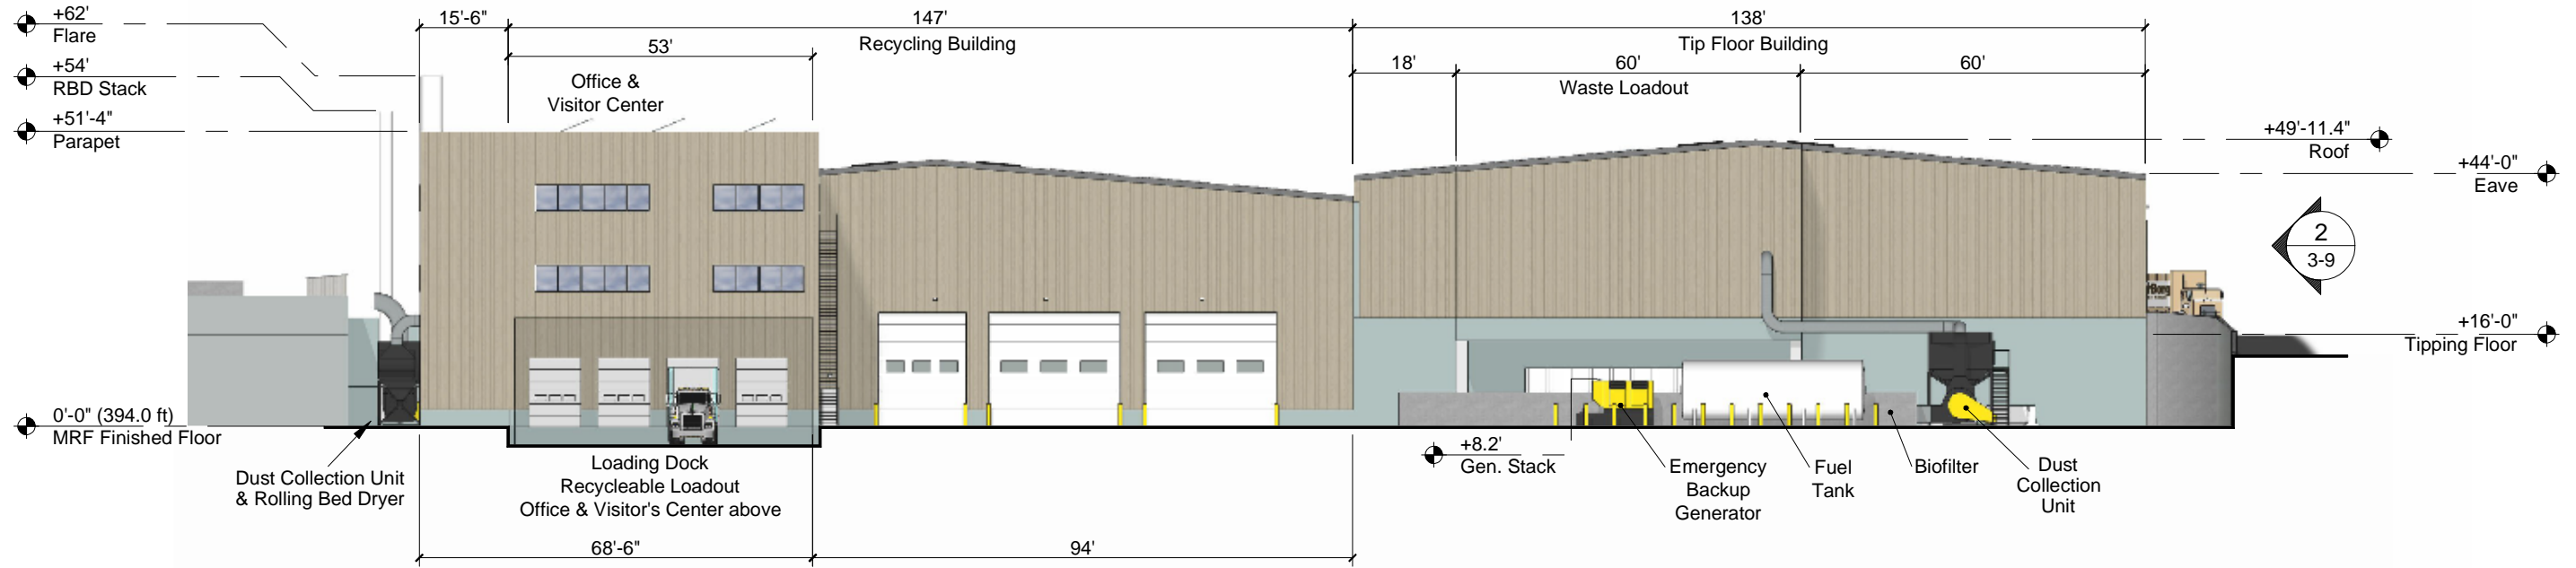 +62'
Flare
+54'
RBD Stack
+51'-4"
Parapet
0'-0" (394.0 ft)
MRF Finished Floor
15'-6"
147'
Recycling Building
53'
Office &
Visitor Center
138'
Tip Floor Building
18'
60'
60'
Waste Loadout
+49'-11.4"
Roof
+44'-0"
Eave
2
3-9
+16'-0"
Tipping Floor
Dust Collection Unit
& Rolling Bed Dryer
Loading Dock
Recycleable Loadout
Office & Visitor's Center above
68'-6"
94'
+8.2'
Gen. Stack
Emergency
Backup
Generator
Fuel
Tank
Biofilter
Dust
Collection
Unit